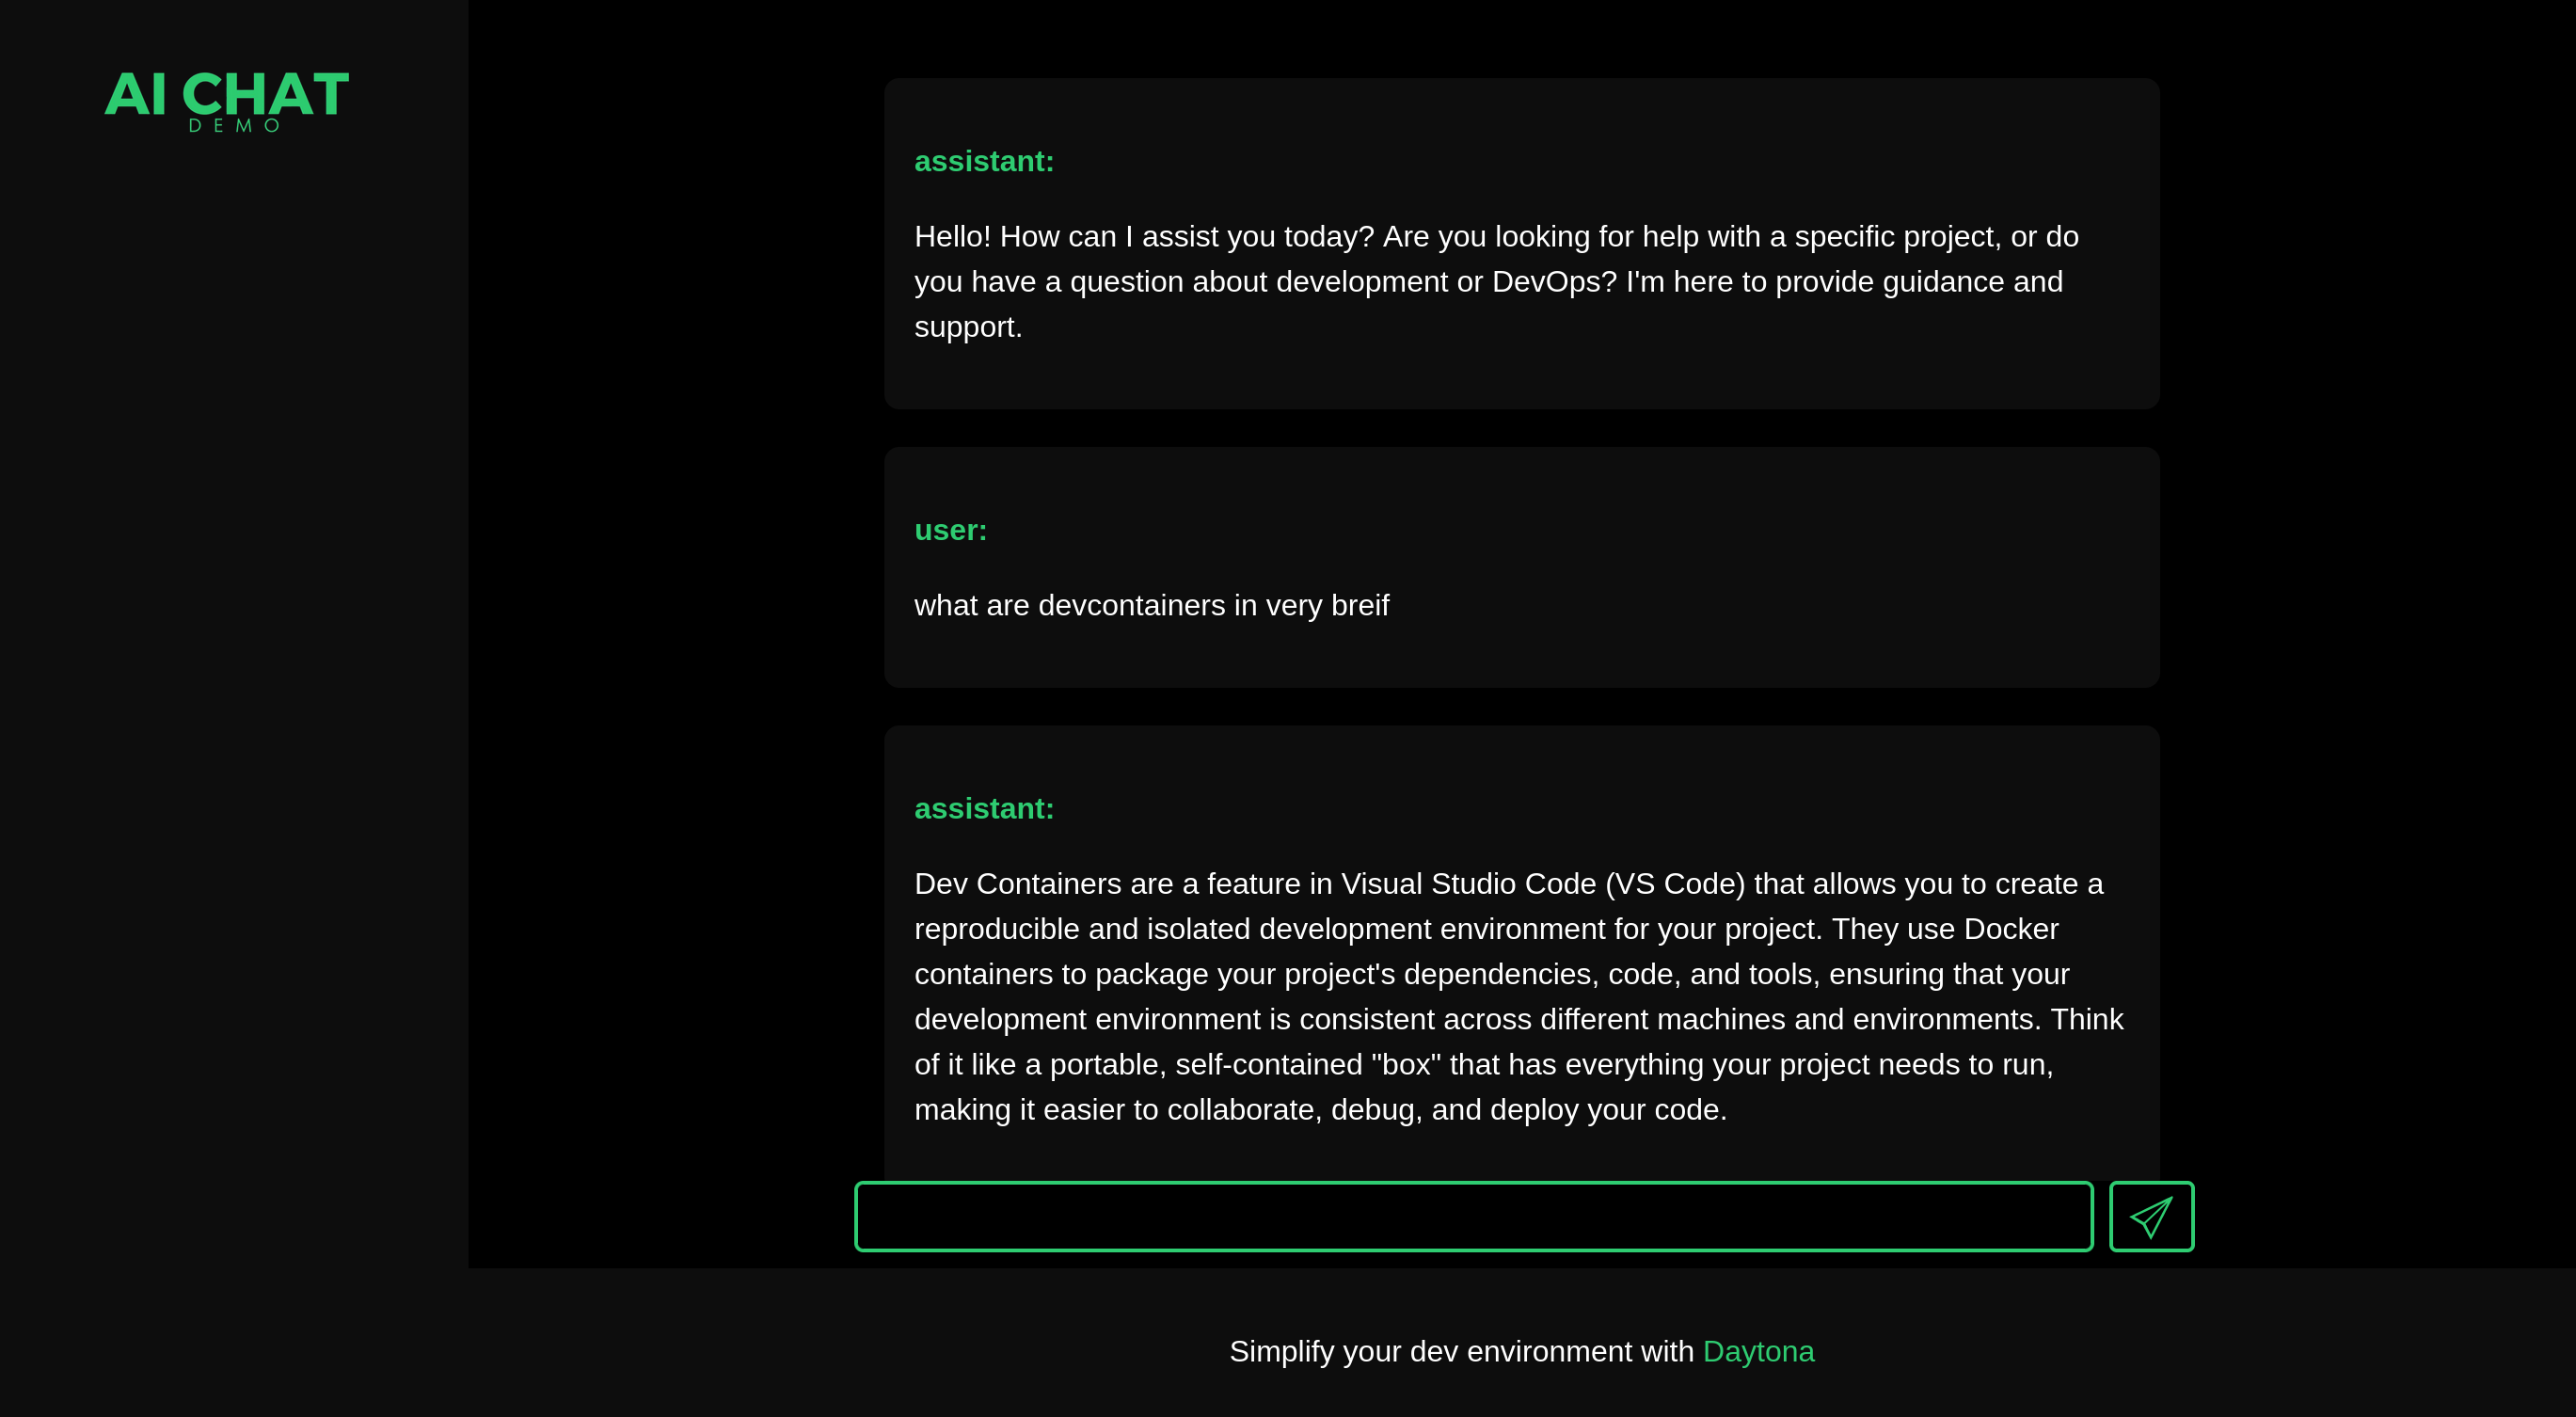 AI CHAT
DEMO
assistant:
Hello! How can I assist you today? Are you looking for help with a specific project, or do
you have a question about development or DevOps? I'm here to provide guidance and
support.
user:
what are devcontainers in very breif
assistant:
Dev Containers are a feature in Visual Studio Code (VS Code) that allows you to create a
reproducible and isolated development environment for your project. They use Docker
containers to package your project's dependencies, code, and tools, ensuring that your
development environment is consistent across different machines and environments. Think
of it like a portable, self-contained "box" that has everything your project needs to run,
making it easier to collaborate, debug, and deploy your code.
Simplify your dev environment with Daytona